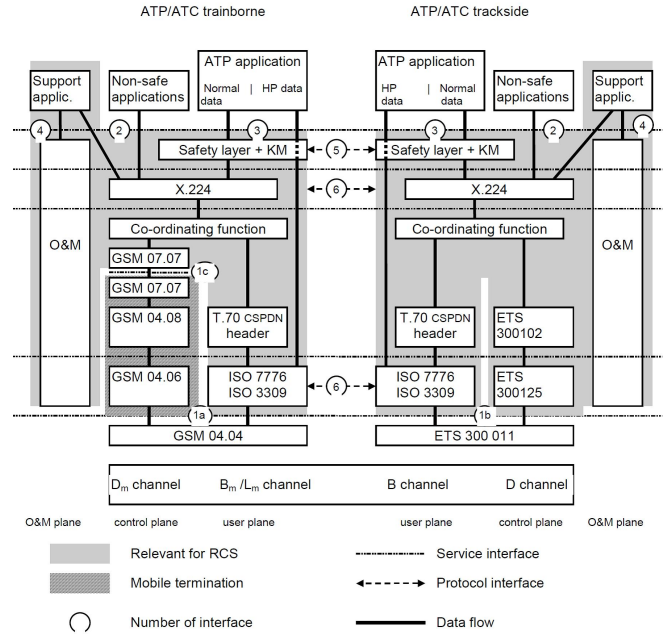 ATP/ATC trainborne
ATP/ATC trackside
Support
applic.
Non-safe
applications
ATP application
Normal | HP data
data
ATP application
HP | Normal
data data
Non-safe
applications
Support
applic.
4
2
3
3
2
4
Safety layer + KM
5
Safety layer + KM
X.224
6
X.224
Co-ordinating function
Co-ordinating function
O&M
GSM 07.07
1c
GSM 07.07
O&M
GSM 04.08
T.70 CSPDN
header
T.70 CSPDN
header
ETS
300102
GSM 04.06
ISO 7776
ISO 3309
6
ISO 7776
ISO 3309
ETS
300125
1a
1b
GSM 04.04
ETS 300 011
Dm channel
Bm /Lm channel
B channel
D channel
O&M plane
control plane
user plane
user plane
control plane
O&M plane
Relevant for RCS
Service interface
Mobile termination
Protocol interface
Number of interface
Data flow